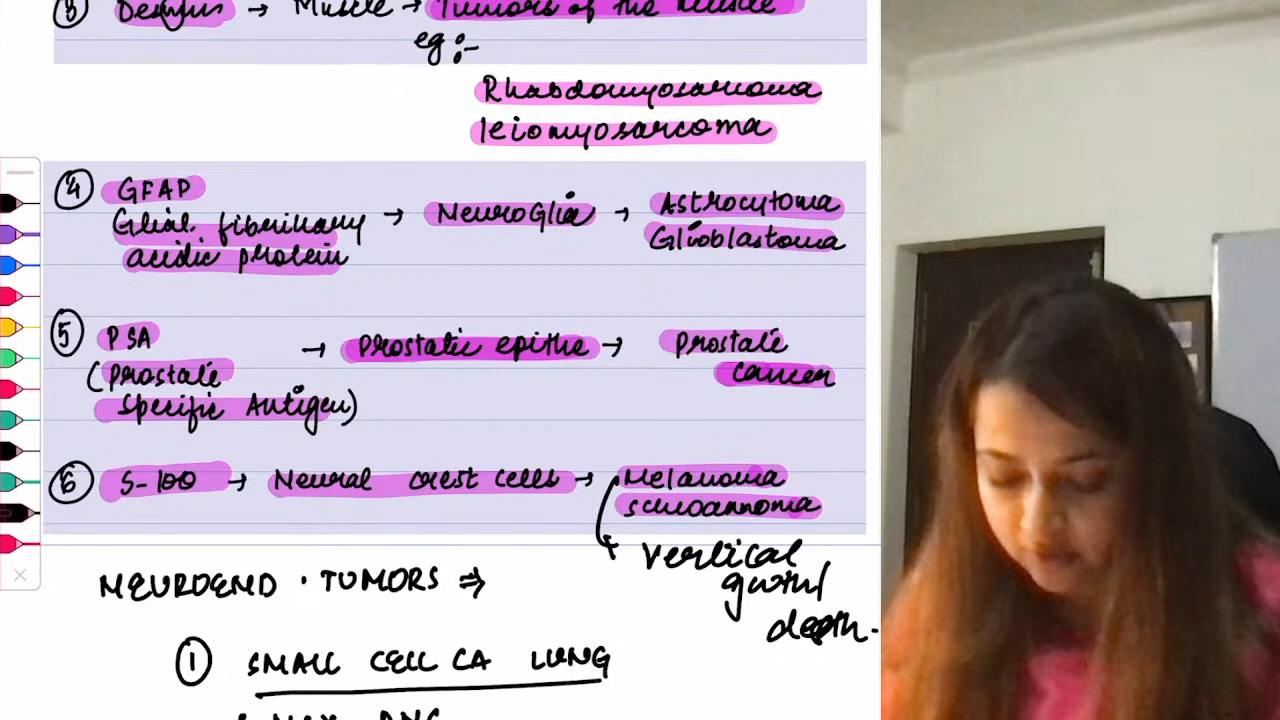 ③ Desmin → Muscle → Tumors of the Muscle
eg :-
Rhabdomyosarcoma
leiomyosarcoma
④ GFAP
Glial fibrillary acidic protein → NeuroGlia → Astrocytoma
Glioblastoma
⑤ PSA
(Prostate Specific Antigen) → Prostatic epithe → Prostate cancer
⑥ S-100 → Neural crest cells → Melanoma
schwannoma
vertical
growth
depth.
NEUROEND . TUMORS ⇒
① SMALL CELL CA LUNG